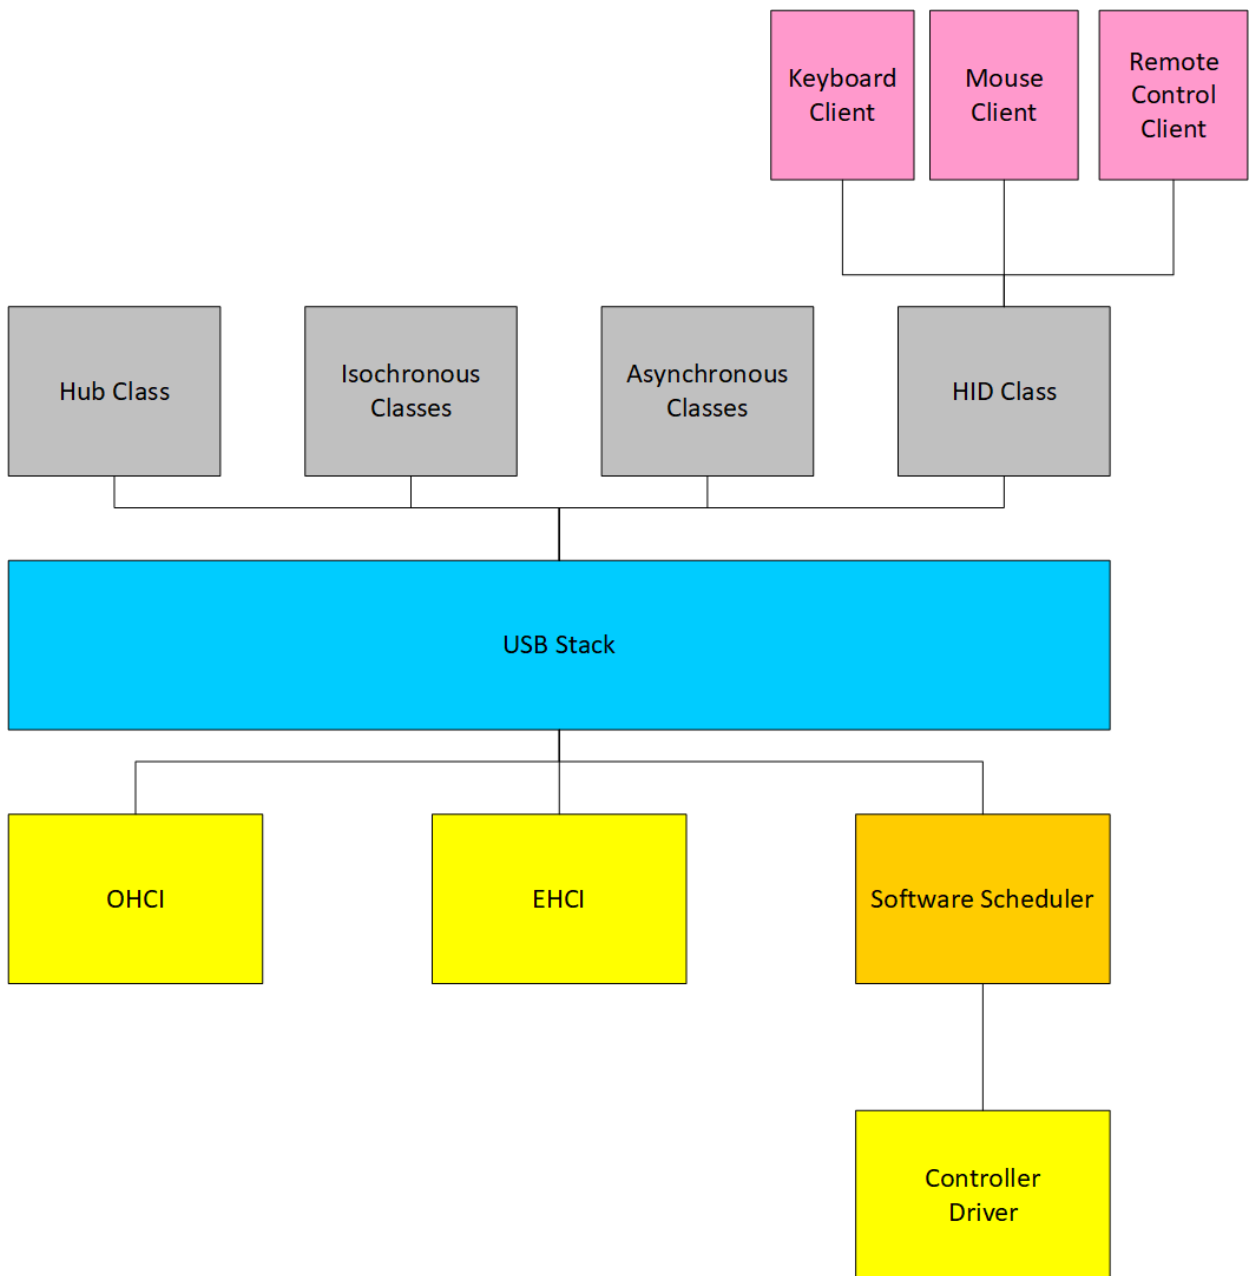 Keyboard
Client
Mouse
Client
Remote
Control
Client
Hub Class
Isochronous
Classes
Asynchronous
Classes
HID Class
USB Stack
OHCI
EHCI
Software Scheduler
Controller
Driver